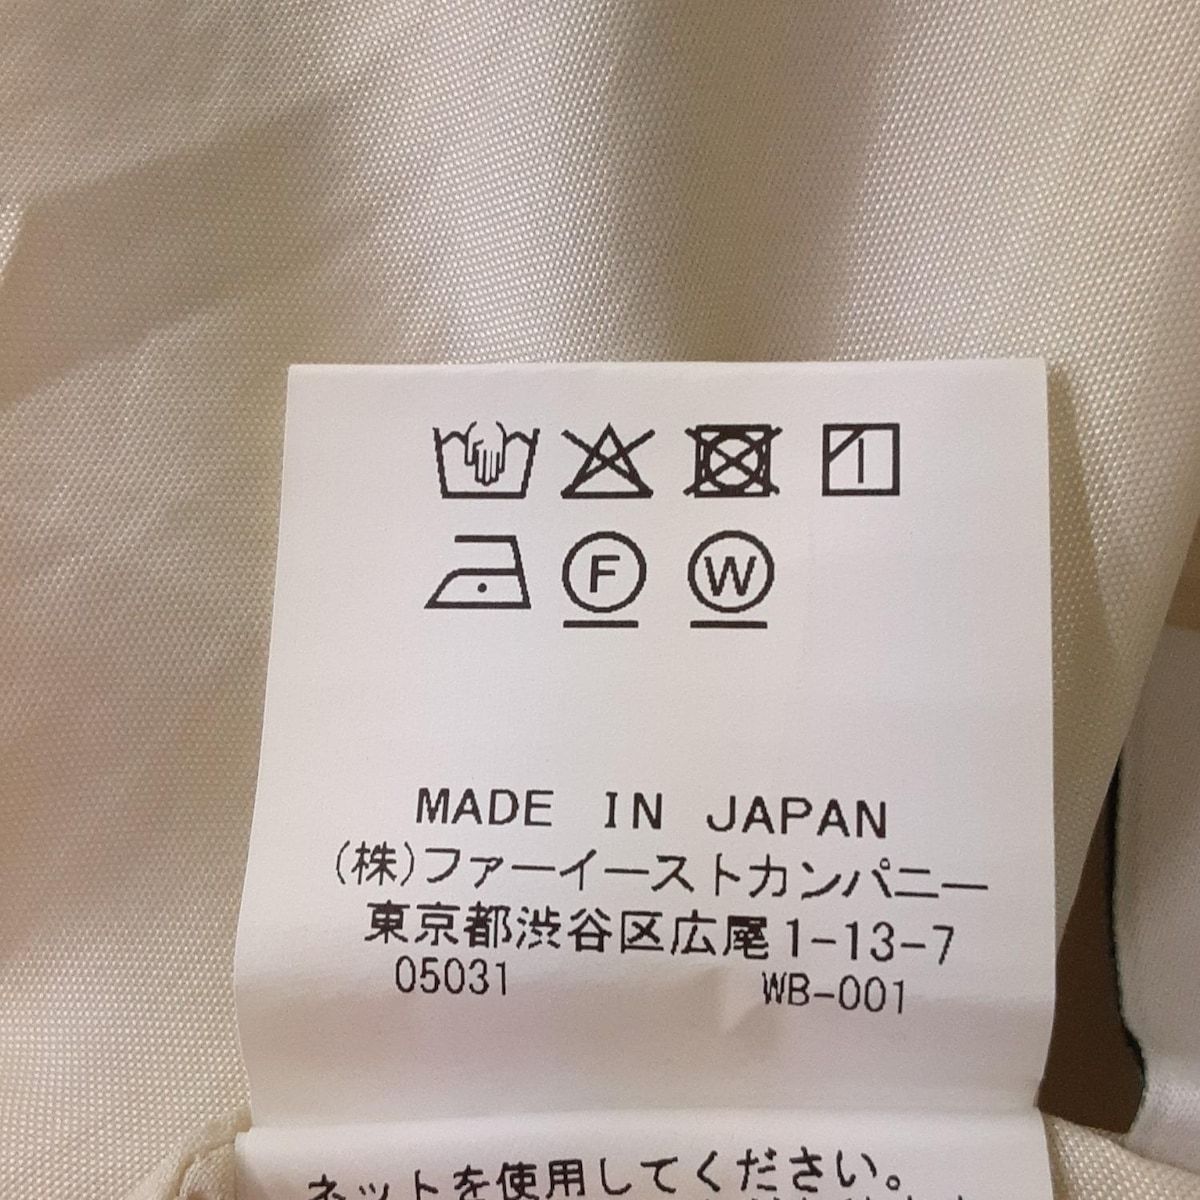 F W
MADE IN JAPAN
(株)ファーイーストカンパニー
東京都渋谷区広尾1-13-7
05031 WB-001
ネットを使用してください。